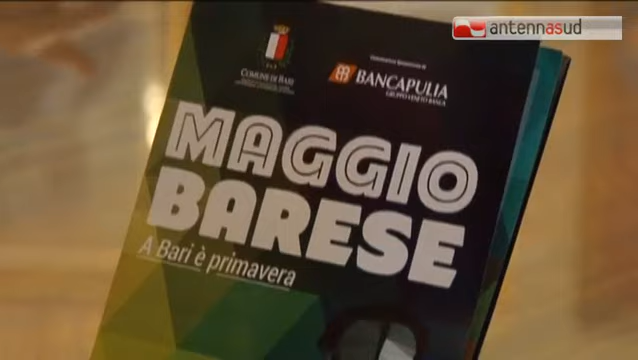 antennasud
COMUNE DI BARI
BANCAPULIA
GRUPPO VENETO BANCA
MAGGIO
BARESE
A Bari è primavera